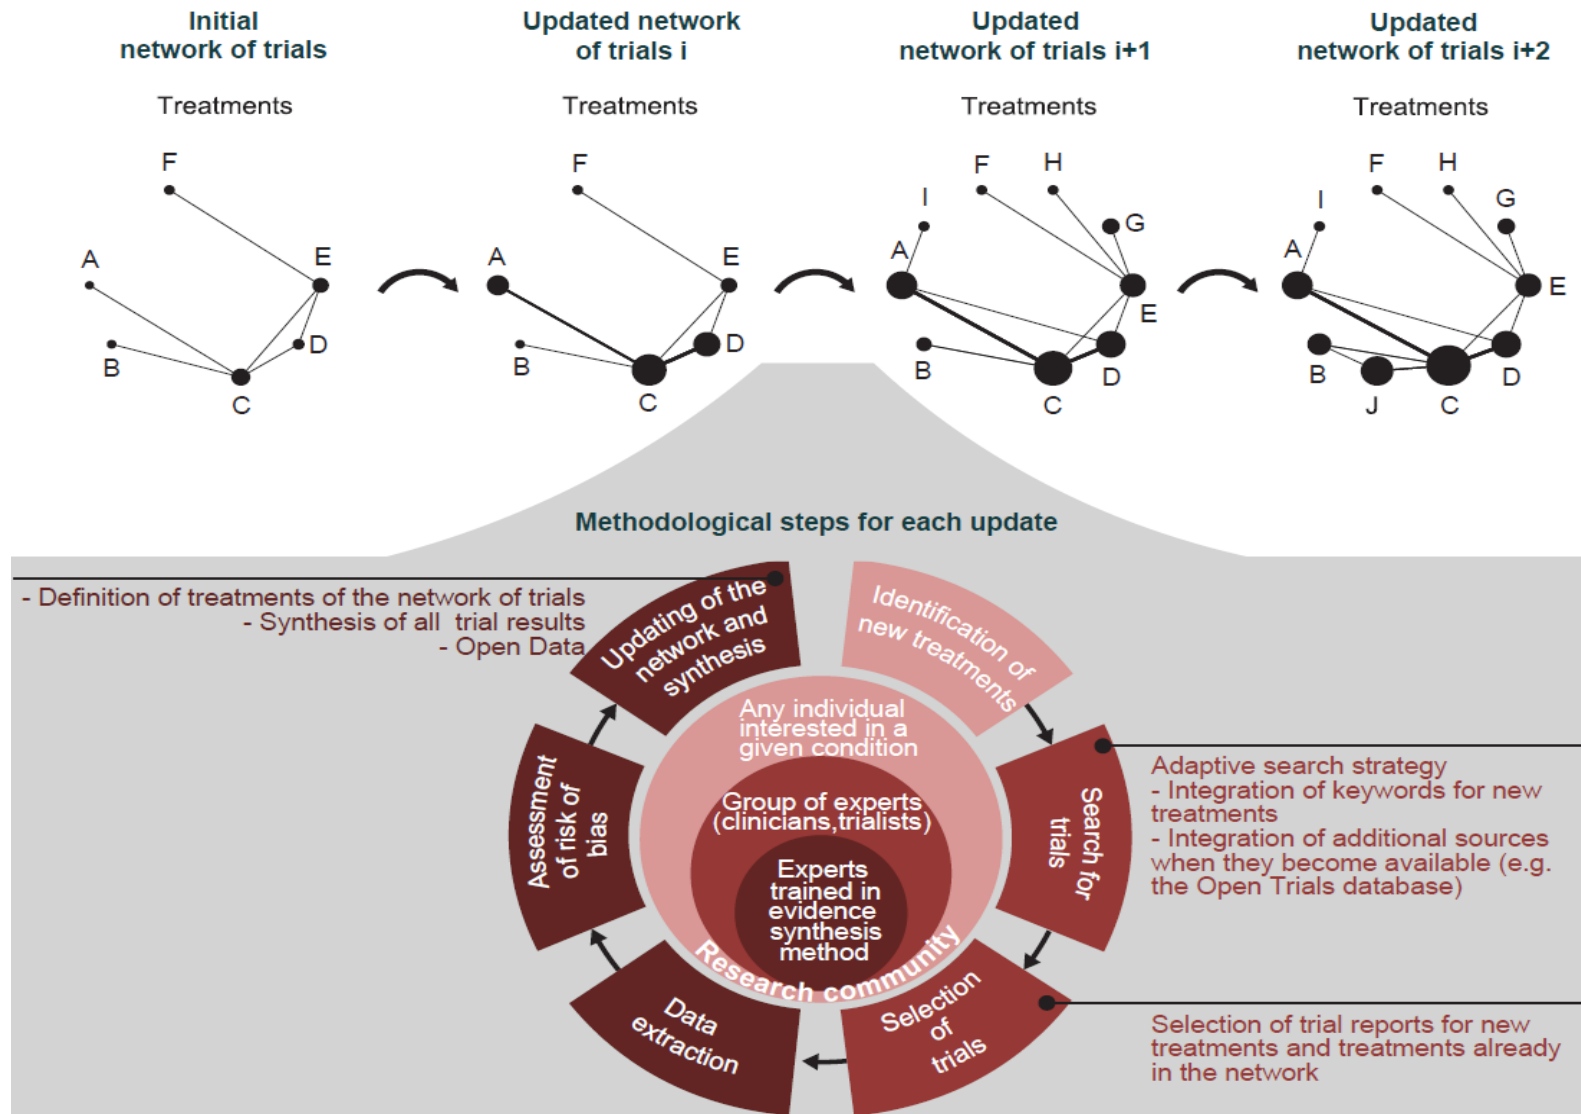 Initial
network of trials
Updated network
of trials i
Updated
network of trials i+1
Updated
network of trials i+2
Treatments
Treatments
Treatments
Treatments
F
A
E
D
B
C
F
A
E
D
B
C
F
H
I
G
A
E
B
D
C
F
H
I
G
A
E
B
D
J
C
Methodological steps for each update
- Definition of treatments of the network of trials
- Synthesis of all trial results
- Open Data
Updating of the
network and
synthesis
Identification of
new treatments
Search for
trials
Adaptive search strategy
- Integration of keywords for new
treatments
- Integration of additional sources
when they become available (e.g.
the Open Trials database)
Selection
of
trials
Selection of trial reports for new
treatments and treatments already
in the network
Data
extraction
Assessment
of risk of
bias
Any individual
interested in a
given condition
Group of experts
(clinicians,trialists)
Experts
trained in
evidence
synthesis
method
Research community